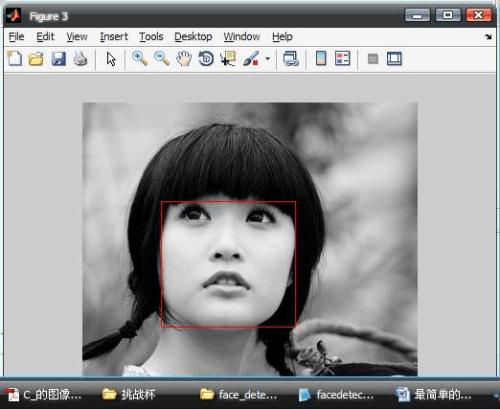 Figure 3
File Edit View Insert Tools Desktop Window Help
C_的图像... 挑战杯 face_dete... facedetec... 最简单的...